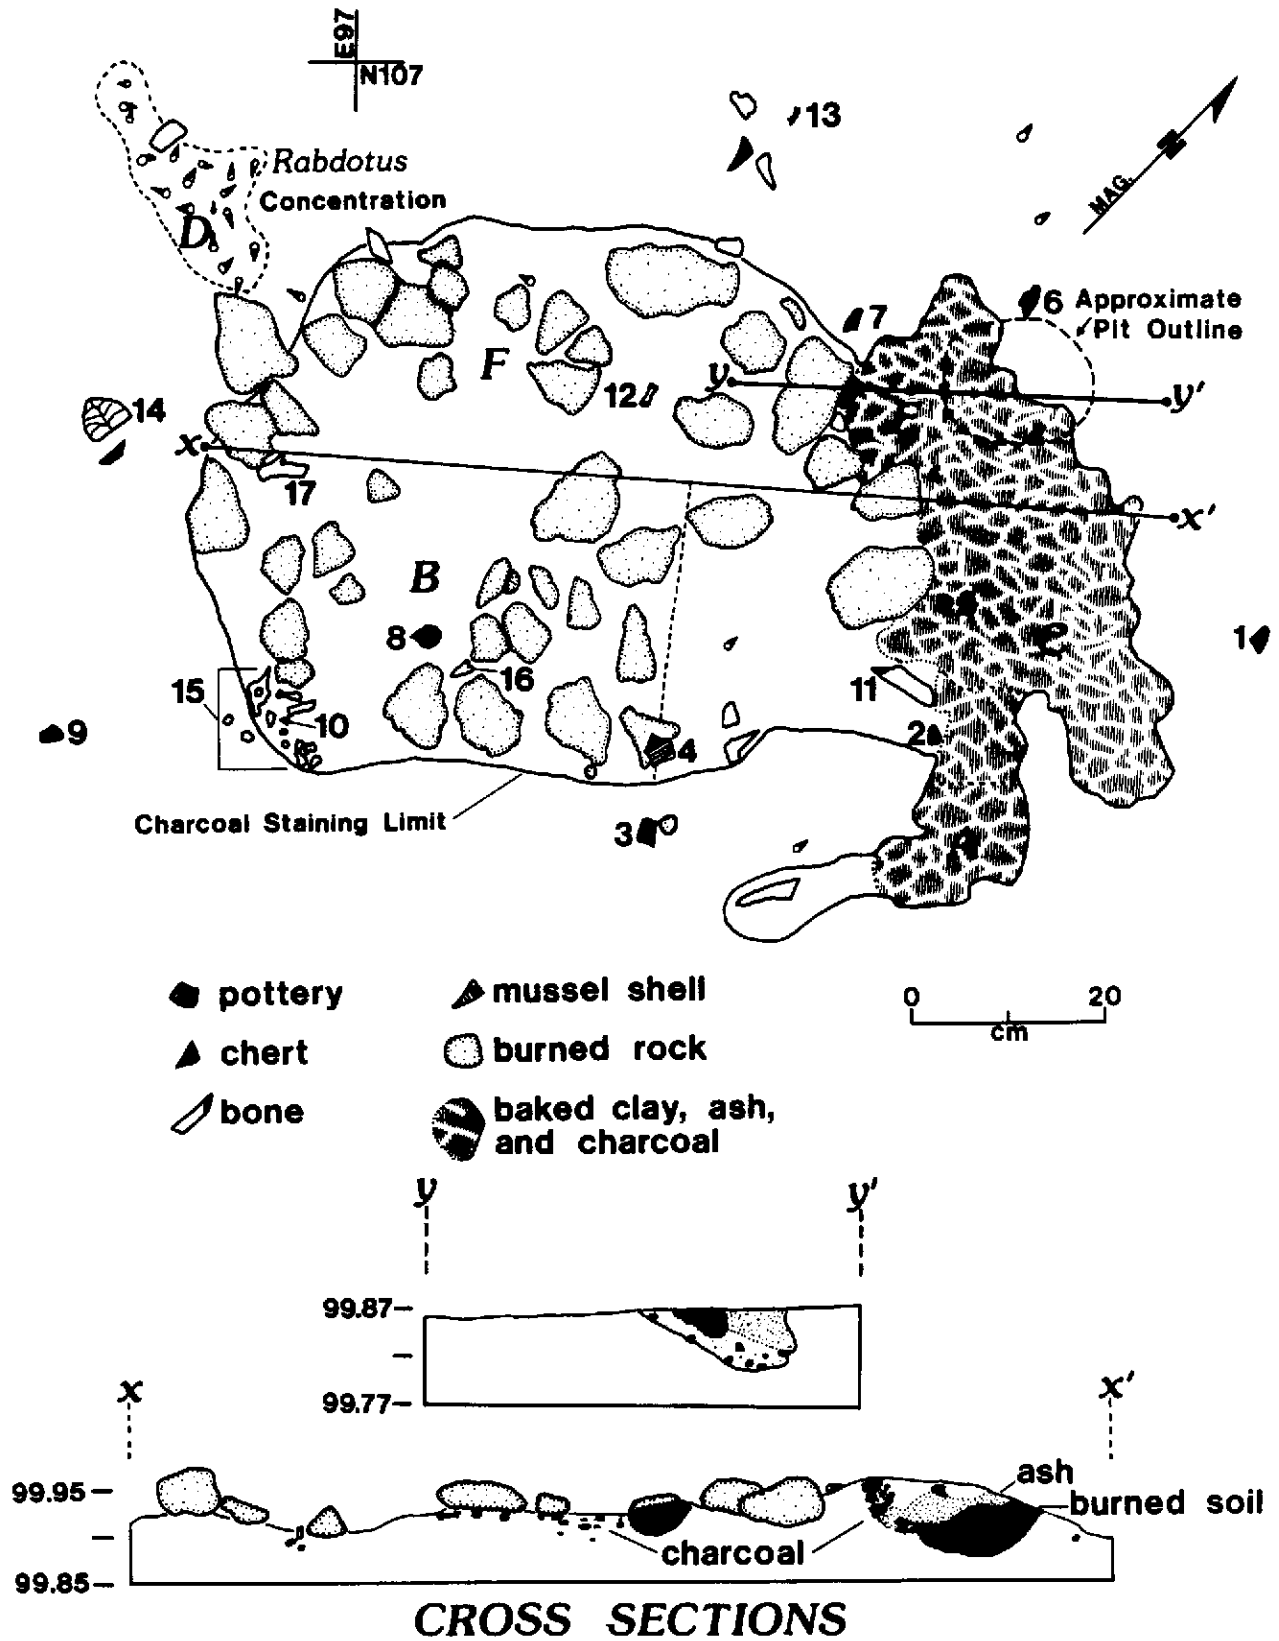 E97
N107
13
MAG.
N
Rabdotus
Concentration
D
6 Approximate
Pit Outline
7
F
12
y
y'
14
x
17
x'
B
8
16
C
1
15
10
11
9
2
4
Charcoal Staining Limit
3
A
pottery
mussel shell
0 20
cm
chert
burned rock
bone
baked clay, ash,
and charcoal
y y'
99.87
99.77
x x'
99.95
ash
burned soil
charcoal
99.85
CROSS SECTIONS